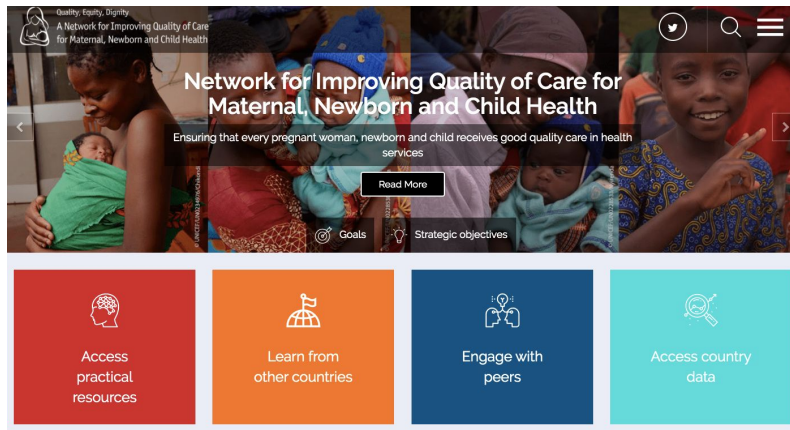 Quality, Equity, Dignity
A Network for Improving Quality of Care
for Maternal, Newborn and Child Health
Network for Improving Quality of Care for
Maternal, Newborn and Child Health
Ensuring that every pregnant woman, newborn and child receives good quality care in health
services
Read More
Goals
Strategic objectives
Access
practical
resources
Learn from
other countries
Engage with
peers
Access country
data